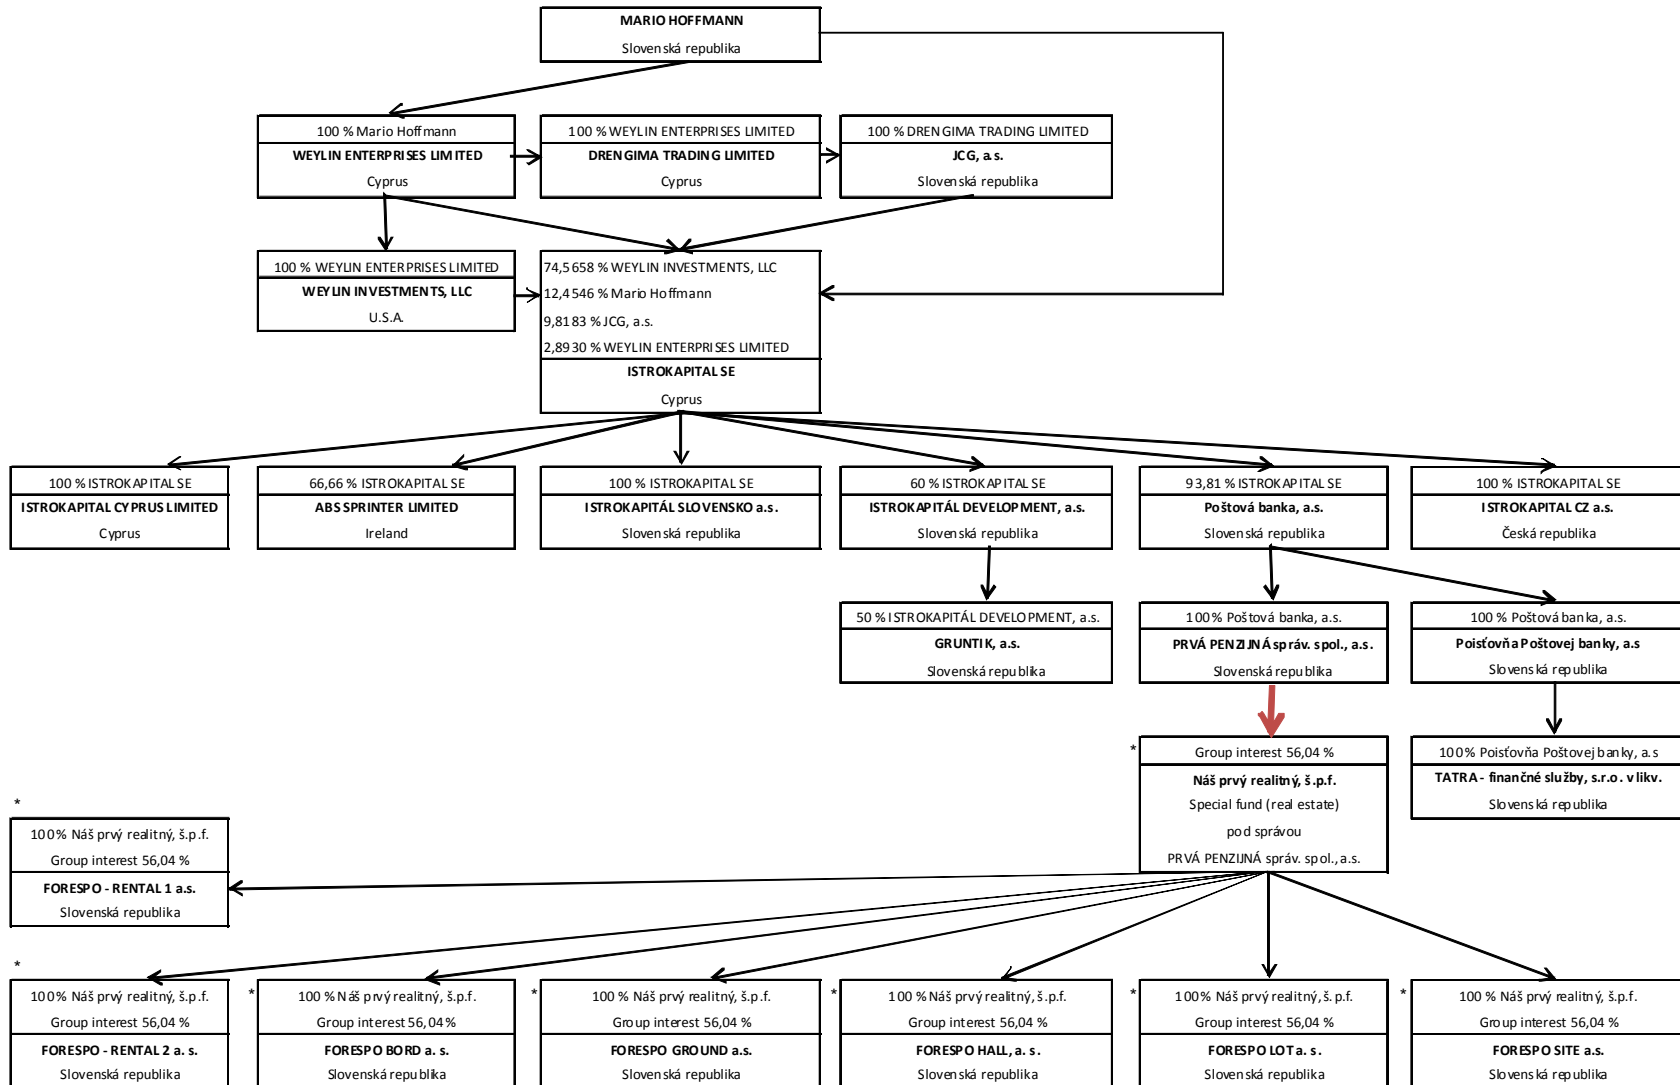 MARIO HOFFMANN
Slovenská republika
100 % Mario Hoffmann
WEYLIN ENTERPRISES LIMITED
Cyprus
100 % WEYLIN ENTERPRISES LIMITED
DRENGIMA TRADING LIMITED
Cyprus
100 % DRENGIMA TRADING LIMITED
JCG, a.s.
Slovenská republika
100 % WEYLIN ENTERPRISES LIMITED
WEYLIN INVESTMENTS, LLC
U.S.A.
74,5658 % WEYLIN INVESTMENTS, LLC
12,4546 % Mario Hoffmann
9,8183 % JCG, a.s.
2,8930 % WEYLIN ENTERPRISES LIMITED
ISTROKAPITAL SE
Cyprus
100 % ISTROKAPITAL SE
ISTROKAPITAL CYPRUS LIMITED
Cyprus
66,66 % ISTROKAPITAL SE
ABS SPRINTER LIMITED
Ireland
100 % ISTROKAPITAL SE
ISTROKAPITÁL SLOVENSKO a.s.
Slovenská republika
60 % ISTROKAPITAL SE
ISTROKAPITÁL DEVELOPMENT, a.s.
Slovenská republika
93,81 % ISTROKAPITAL SE
Poštová banka, a.s.
Slovenská republika
100 % ISTROKAPITAL SE
ISTROKAPITAL CZ a.s.
Česká republika
50 % ISTROKAPITÁL DEVELOPMENT, a.s.
GRUNTIK, a.s.
Slovenská republika
100 % Poštová banka, a.s.
PRVÁ PENZIJNÁ správ. spol., a.s.
Slovenská republika
100 % Poštová banka, a.s.
Poisťovňa Poštovej banky, a.s
Slovenská republika
*
Group interest 56,04 %
Náš prvý realitný, š.p.f.
Special fund (real estate)
pod správou
PRVÁ PENZIJNÁ správ. spol., a.s.
100% Poisťovňa Poštovej banky, a.s
TATRA - finančné služby, s.r.o. v likv.
Slovenská republika
*
100 % Náš prvý realitný, š.p.f.
Group interest 56,04 %
FORESPO - RENTAL 1 a.s.
Slovenská republika
*
100 % Náš prvý realitný, š.p.f.
Group interest 56,04 %
FORESPO - RENTAL 2 a. s.
Slovenská republika
*
100 % Náš prvý realitný, š.p.f.
Group interest 56,04 %
FORESPO BORD a. s.
Slovenská republika
*
100 % Náš prvý realitný, š.p.f.
Group interest 56,04 %
FORESPO GROUND a.s.
Slovenská republika
*
100 % Náš prvý realitný, š.p.f.
Group interest 56,04 %
FORESPO HALL, a. s.
Slovenská republika
*
100 % Náš prvý realitný, š.p.f.
Group interest 56,04 %
FORESPO LOT a. s.
Slovenská republika
*
100 % Náš prvý realitný, š.p.f.
Group interest 56,04 %
FORESPO SITE a.s.
Slovenská republika